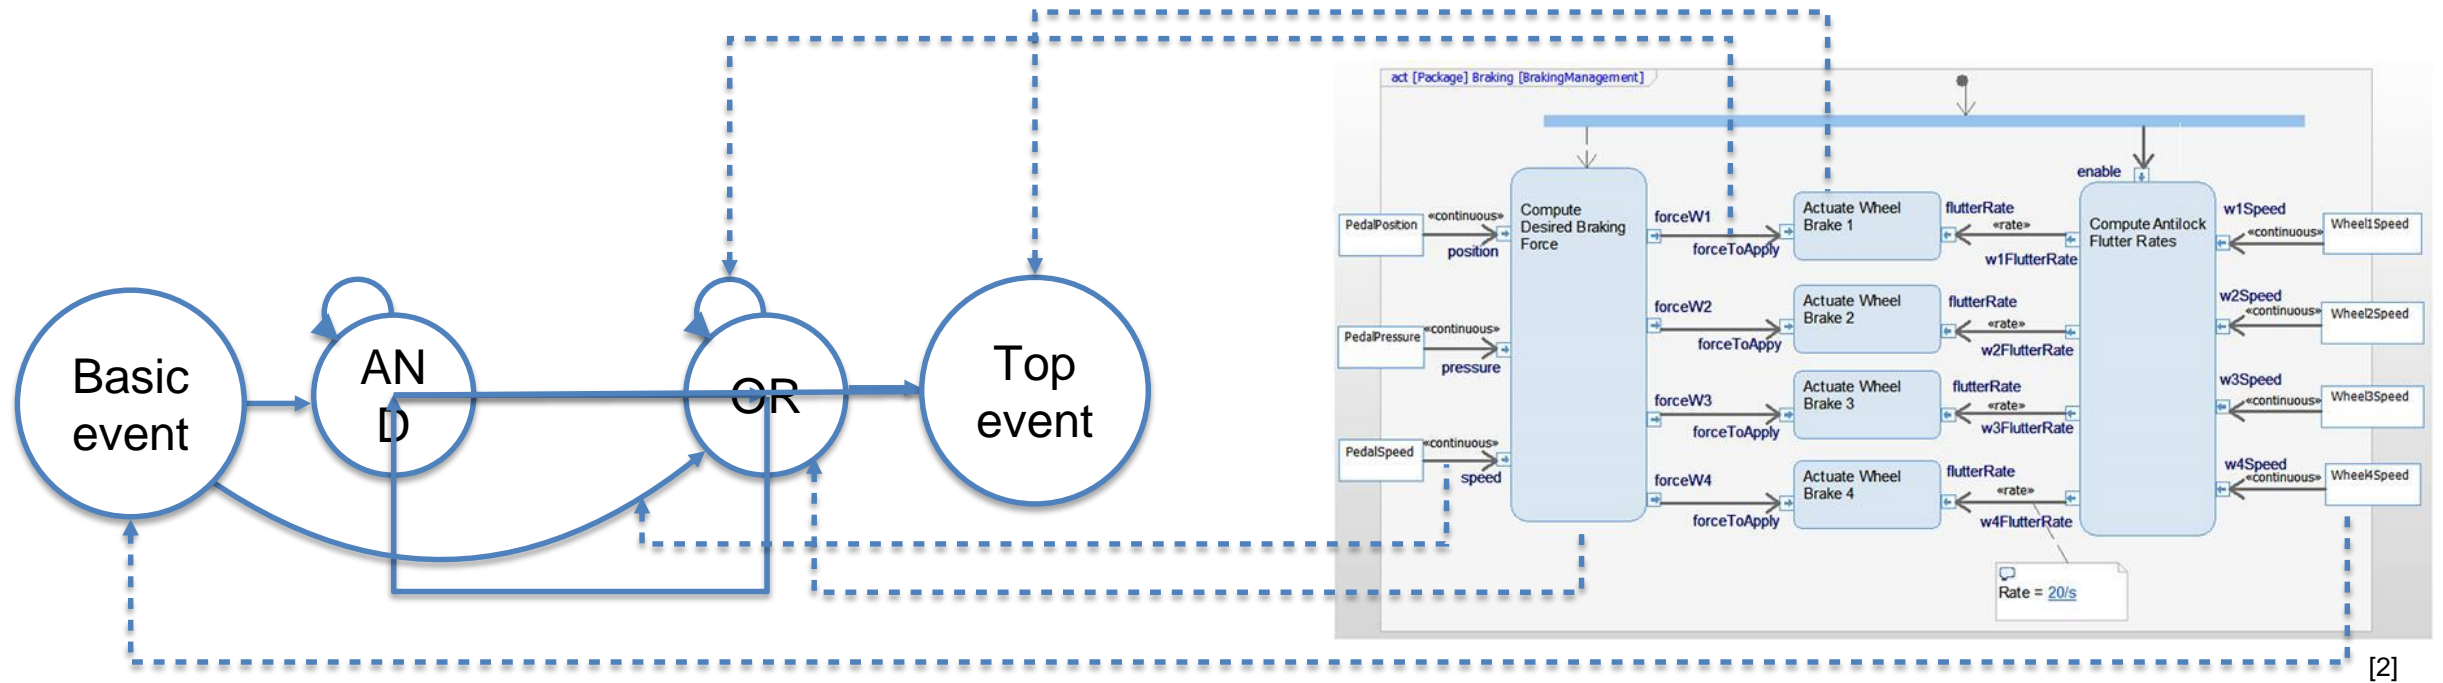 Basic
event
AN
D
OR
Top
event
act [Package] Braking [BrakingManagement]
PedalPosition
«continuous»
position
PedalPressure
«continuous»
pressure
PedalSpeed
«continuous»
speed
Compute
Desired Braking
Force
forceW1
forceToApply
forceW2
forceToAppy
forceW3
forceToApply
forceW4
forceToApply
Actuate Wheel
Brake 1
Actuate Wheel
Brake 2
Actuate Wheel
Brake 3
Actuate Wheel
Brake 4
flutterRate
«rate»
w1FlutterRate
flutterRate
«rate»
w2FlutterRate
flutterRate
«rate»
w3FlutterRate
flutterRate
«rate»
w4FlutterRate
enable
Compute Antilock
Flutter Rates
w1Speed
«continuous»
Wheel1Speed
w2Speed
«continuous»
Wheel2Speed
w3Speed
«continuous»
Wheel3Speed
w4Speed
«continuous»
Wheel4Speed
Rate = 20/s
[2]